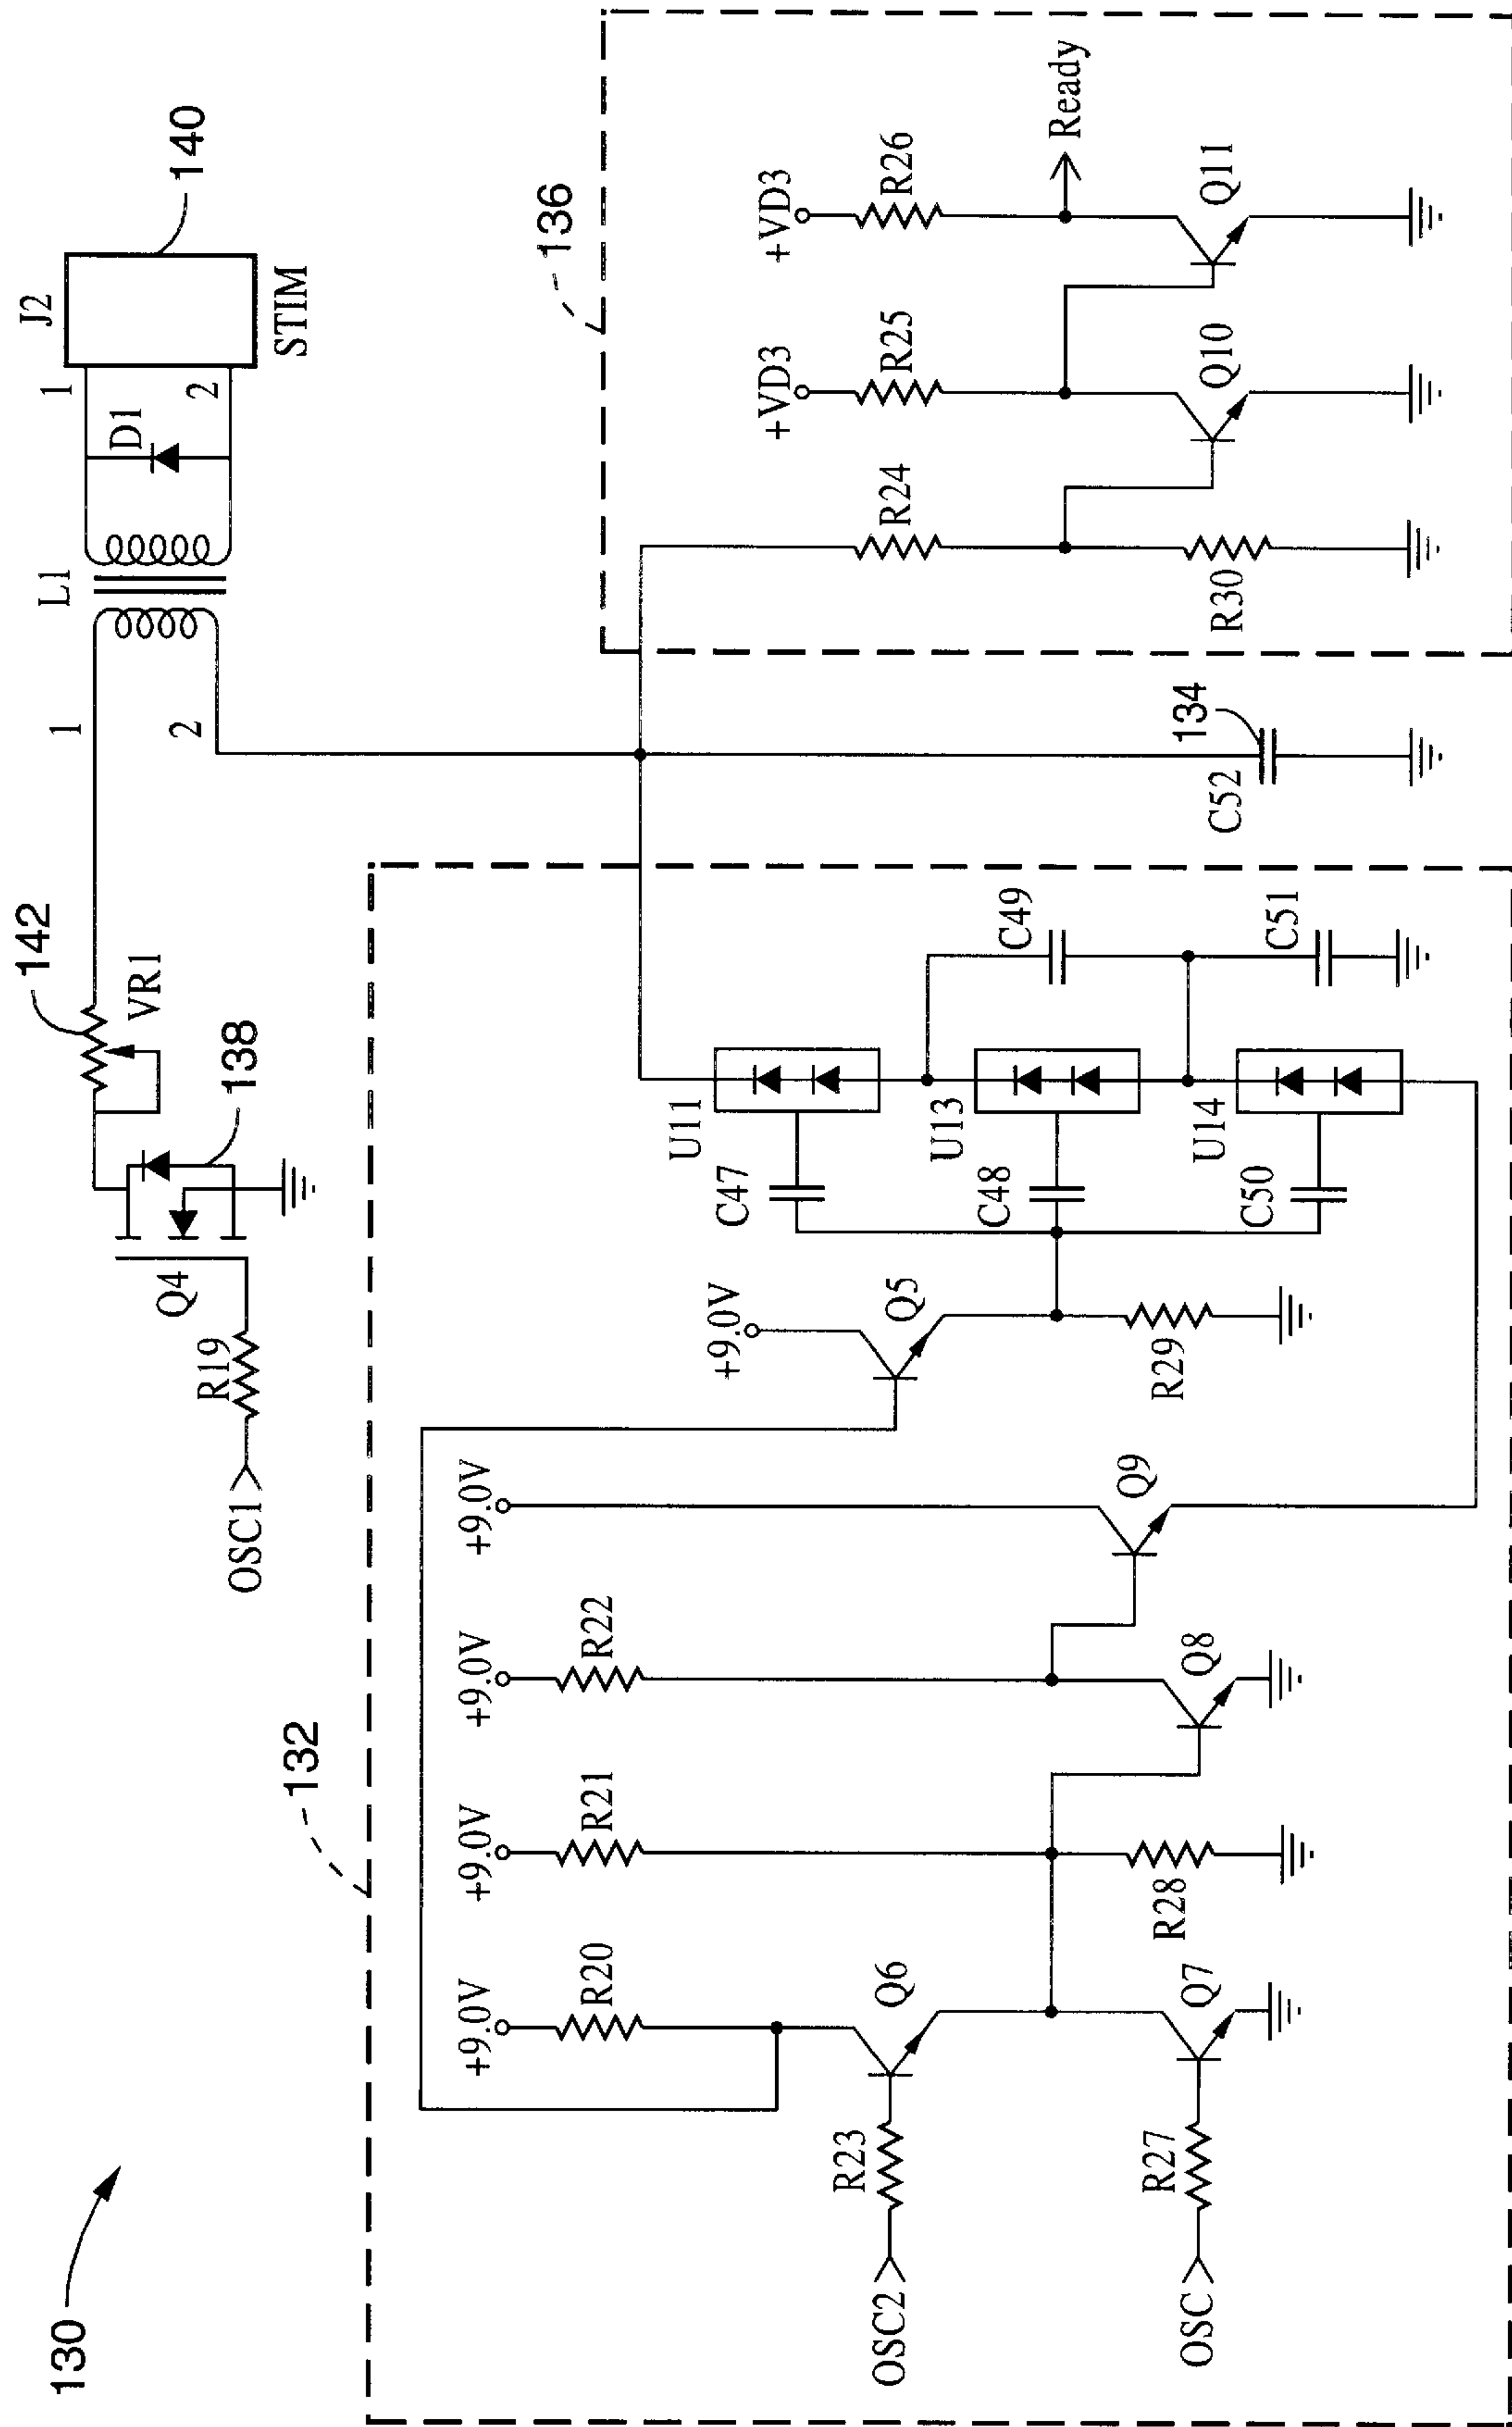 130
132
134
136
138
140
142
OSC1
R19
Q4
VR1
1
2
L1
D1
1
2
J2
STIM
+9.0V
+9.0V
+9.0V
+9.0V
+9.0V
R20
R21
R22
Q5
Q6
Q7
Q8
Q9
R23
R27
R28
R29
OSC2
OSC
C47
C48
C50
U11
U13
U14
C49
C51
C52
+VD3
+VD3
R24
R25
R26
R30
Q10
Q11
Ready